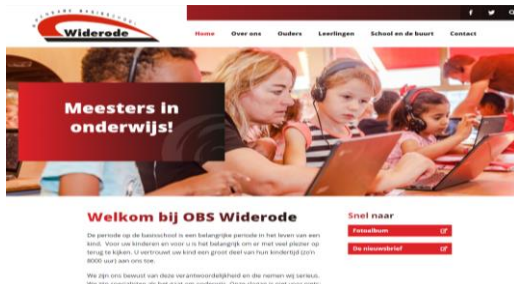 OPENBARE BASISSCHOOL
Widerode
Home Over ons Ouders Leerlingen School en de buurt Contact
Meesters in
onderwijs!
Welkom bij OBS Widerode
De periode op de basisschool is een belangrijke periode in het leven van een
kind. Voor uw kinderen en voor u is het belangrijk om er met veel plezier op
terug te kijken. U vertrouwt uw kind een groot deel van hun kindertijd (zo'n
8000 uur) aan ons toe.
We zijn ons bewust van deze verantwoordelijkheid en die nemen wij serieus.
Snel naar
Fotoalbum
De nieuwsbrief